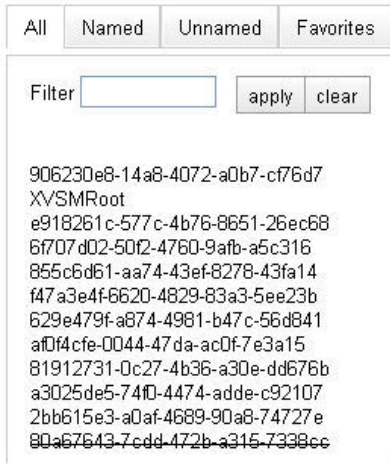 All Named Unnamed Favorites
Filter apply clear
906230e8-14a8-4072-a0b7-cf76d7
XVSMRoot
e918261c-577c-4b76-8651-26ec68
6f707d02-50f2-4760-9afb-a5c316
855c6d61-aa74-43ef-8278-43fa14
f47a3e4f-6620-4829-83a3-5ee23b
629e479f-a874-4981-b47c-56d841
af0f4cfe-0044-47da-ac0f-7e3a15
81912731-0c27-4b36-a30e-dd676b
a3025de5-74f0-4474-adde-c92107
2bb615e3-a0af-4689-90a8-74727e
80a67643-7cdd-472b-a315-7338cc